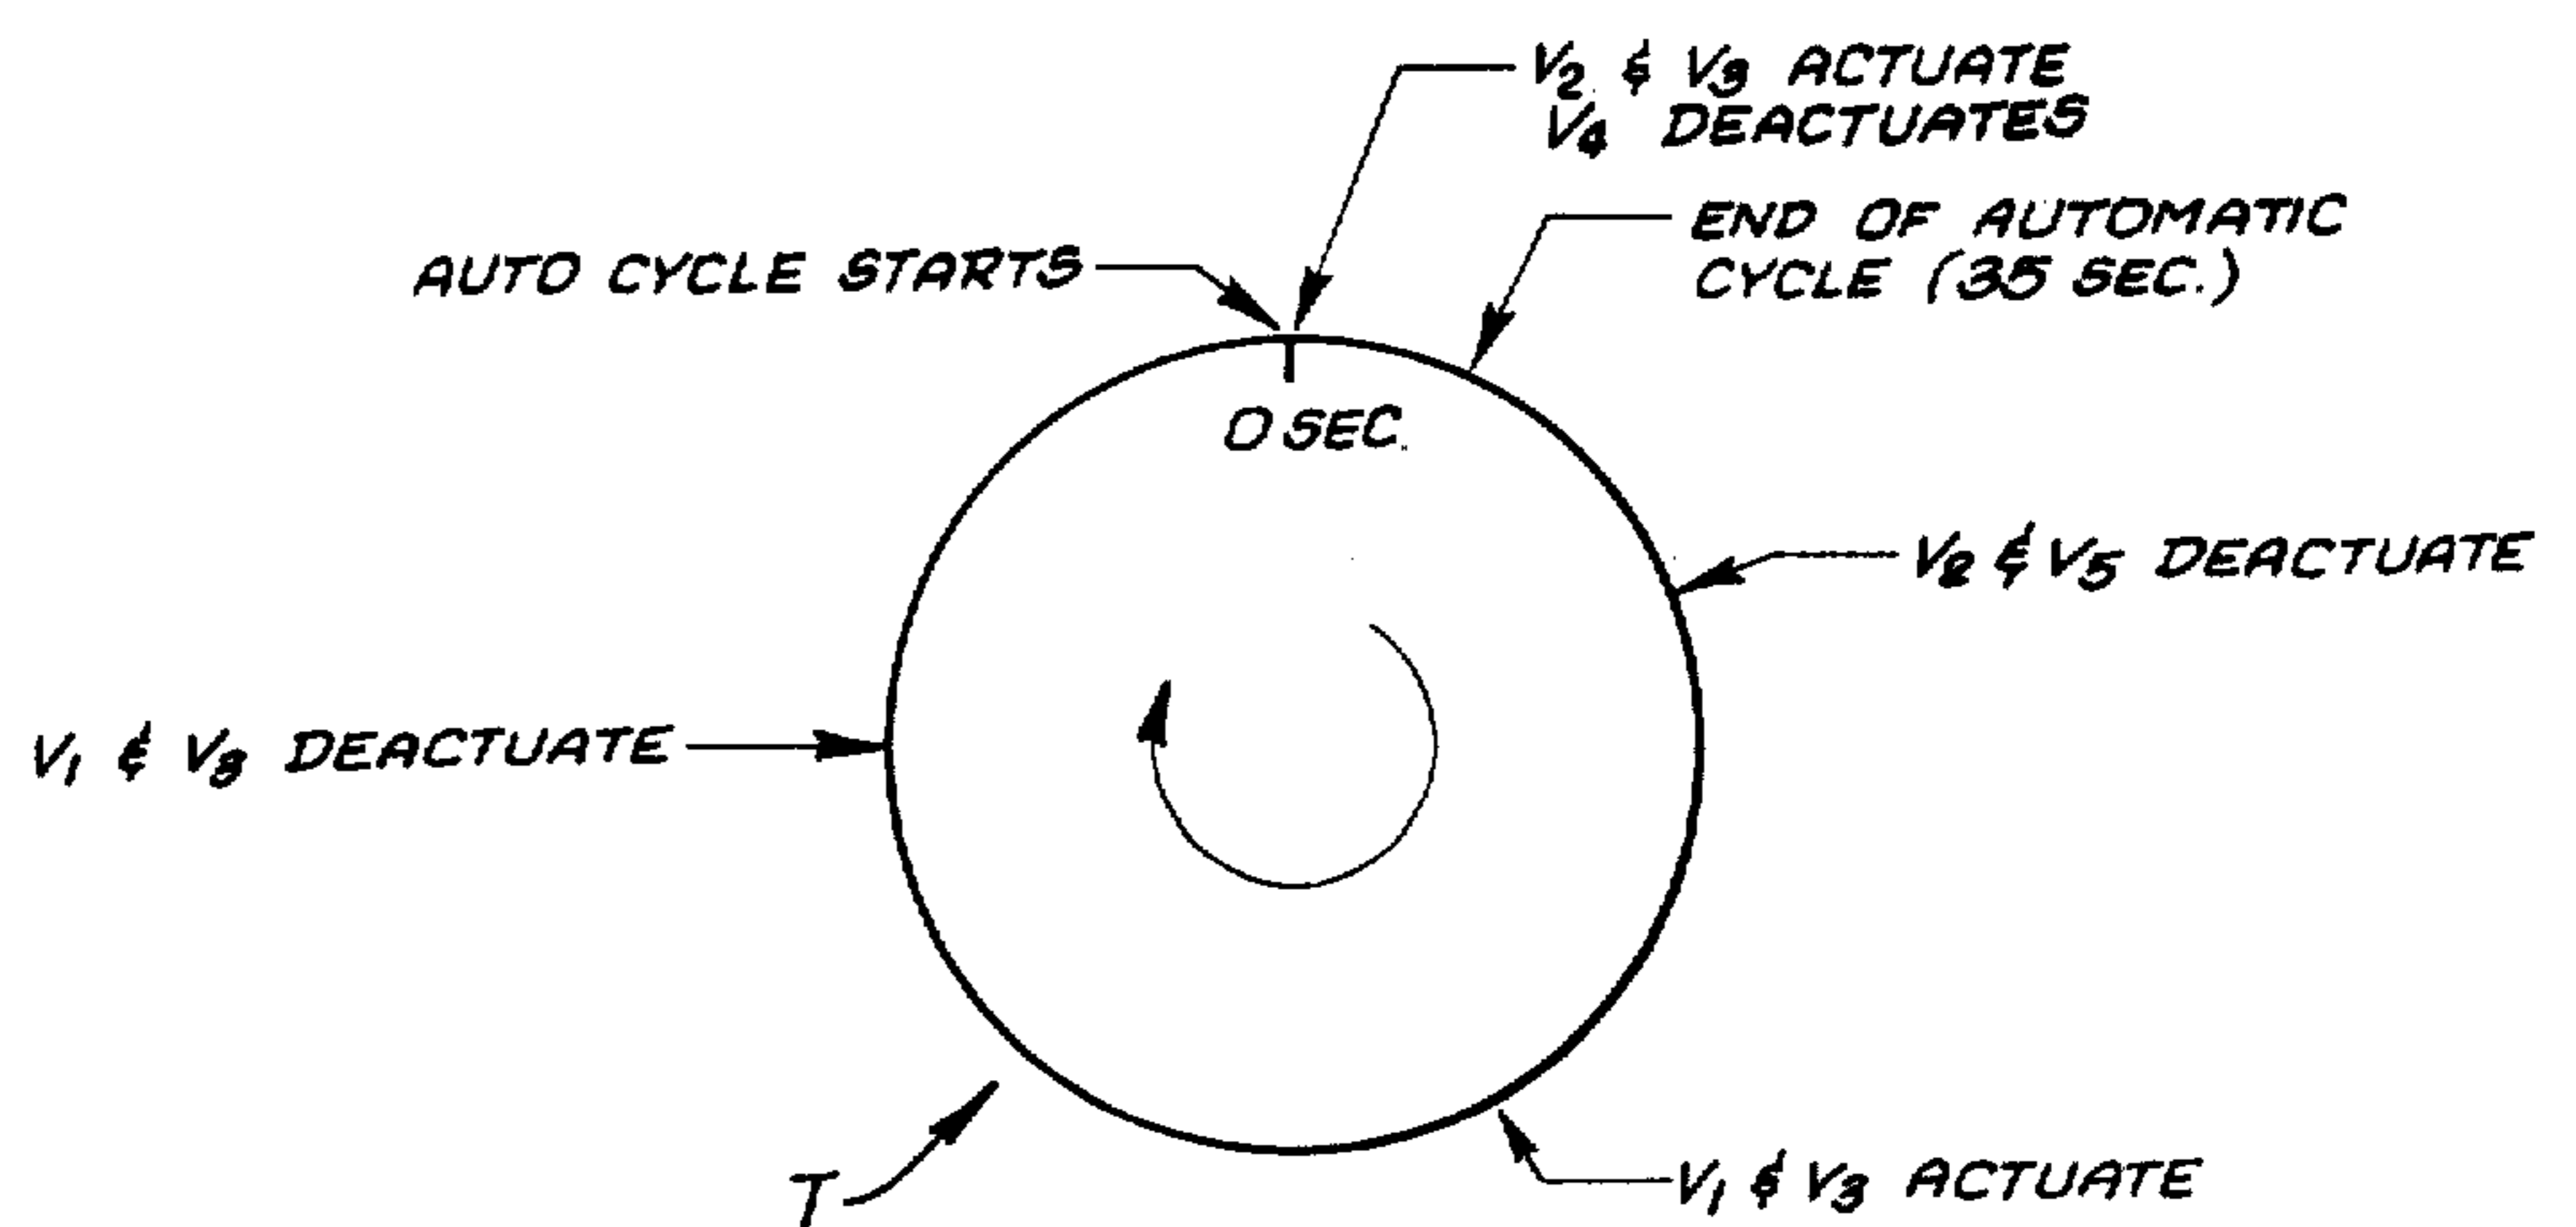 V2 & V3 ACTUATE
V4 DEACTUATES
END OF AUTOMATIC
CYCLE (35 SEC.)
AUTO CYCLE STARTS
0 SEC.
V2 & V5 DEACTUATE
V1 & V3 DEACTUATE
V1 & V3 ACTUATE
T